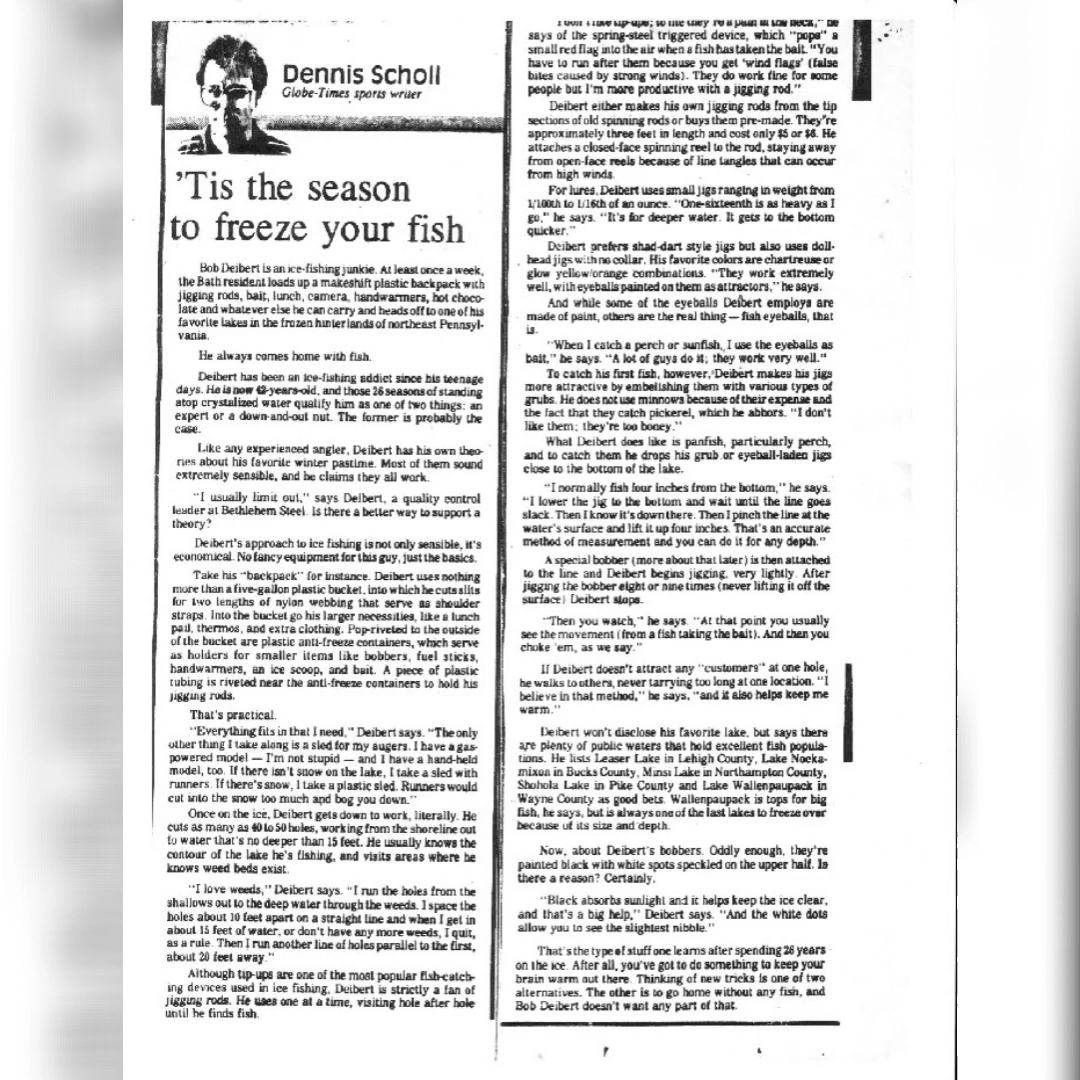 Dennis Scholl
Globe-Times sports writer
'Tis the season
to freeze your fish
Bob Deibert is an ice-fishing junkie. At least once a week,
the Bath resident loads up a makeshift plastic backpack with
jigging rods, bait, lunch, camera, handwarmers, hot choco-
late and whatever else he can carry and heads off to one of his
favorite lakes in the frozen hinterlands of northeast Pennsyl-
vania.
He always comes home with fish.
Deibert has been an ice-fishing addict since his teenage
days. He is now 42-years-old, and those 26 seasons of standing
atop crystalized water qualify him as one of two things: an
expert or a down-and-out nut. The former is probably the
case.
Like any experienced angler, Deibert has his own theo-
ries about his favorite winter pastime. Most of them sound
extremely sensible, and he claims they all work.
"I usually limit out," says Deibert, a quality control
leader at Bethlehem Steel. Is there a better way to support a
theory?
Deibert's approach to ice fishing is not only sensible, it's
economical. No fancy equipment for this guy, just the basics.
Take his "backpack" for instance. Deibert uses nothing
more than a five-gallon plastic bucket, into which he cuts slits
for two lengths of nylon webbing that serve as shoulder
straps. Into the bucket go his larger necessities, like a lunch
pail, thermos, and extra clothing. Pop-riveted to the outside
of the bucket are plastic anti-freeze containers, which serve
as holders for smaller items like bobbers, fuel sticks,
handwarmers, an ice scoop, and bait. A piece of plastic
tubing is riveted near the anti-freeze containers to hold his
jigging rods.
That's practical.
"Everything fits in that I need," Deibert says. "The only
other thing I take along is a sled for my augers. I have a gas-
powered model — I'm not stupid — and I have a hand-held
model, too. If there isn't snow on the lake, I take a sled with
runners. If there's snow, I take a plastic sled. Runners would
cut into the snow too much and bog you down."
Once on the ice, Deibert gets down to work, literally. He
cuts as many as 40 to 50 holes, working from the shoreline out
to water that's no deeper than 15 feet. He usually knows the
contour of the lake he's fishing, and visits areas where he
knows weed beds exist.
"I love weeds," Deibert says. "I run the holes from the
shallows out to the deep water through the weeds. I space the
holes about 10 feet apart on a straight line and when I get in
about 15 feet of water, or don't have any more weeds, I quit,
as a rule. Then I run another line of holes parallel to the first,
about 20 feet away."
Although tip-ups are one of the most popular fish-catch-
ing devices used in ice fishing, Deibert is strictly a fan of
jigging rods. He uses one at a time, visiting hole after hole
until he finds fish.
"I don't like tip-ups; to me they're a pain in the neck," he
says of the spring-steel triggered device, which "pops" a
small red flag into the air when a fish has taken the bait. "You
have to run after them because you get 'wind flags' (false
bites caused by strong winds). They do work fine for some
people but I'm more productive with a jigging rod."
Deibert either makes his own jigging rods from the tip
sections of old spinning rods or buys them pre-made. They're
approximately three feet in length and cost only $5 or $6. He
attaches a closed-face spinning reel to the rod, staying away
from open-face reels because of line tangles that can occur
from high winds.
For lures, Deibert uses small jigs ranging in weight from
1/100th to 1/16th of an ounce. "One-sixteenth is as heavy as I
go," he says. "It's for deeper water. It gets to the bottom
quicker."
Deibert prefers shad-dart style jigs but also uses doll-
head jigs with no collar. His favorite colors are chartreuse or
glow yellow/orange combinations. "They work extremely
well, with eyeballs painted on them as attractors," he says.
And while some of the eyeballs Deibert employs are
made of paint, others are the real thing — fish eyeballs, that
is.
"When I catch a perch or sunfish, I use the eyeballs as
bait," he says. "A lot of guys do it; they work very well."
To catch his first fish, however, Deibert makes his jigs
more attractive by embelishing them with various types of
grubs. He does not use minnows because of their expense and
the fact that they catch pickerel, which he abhors. "I don't
like them; they're too boney."
What Deibert does like is panfish, particularly perch,
and to catch them he drops his grub or eyeball-laden jigs
close to the bottom of the lake.
"I normally fish four inches from the bottom," he says.
"I lower the jig to the bottom and wait until the line goes
slack. Then I know it's down there. Then I pinch the line at the
water's surface and lift it up four inches. That's an accurate
method of measurement and you can do it for any depth."
A special bobber (more about that later) is then attached
to the line and Deibert begins jigging, very lightly. After
jigging the bobber eight or nine times (never lifting it off the
surface) Deibert stops.
"Then you watch," he says. "At that point you usually
see the movement (from a fish taking the bait). And then you
choke 'em, as we say."
If Deibert doesn't attract any "customers" at one hole,
he walks to others, never tarrying too long at one location. "I
believe in that method," he says, "and it also helps keep me
warm."
Deibert won't disclose his favorite lake, but says there
are plenty of public waters that hold excellent fish popula-
tions. He lists Leaser Lake in Lehigh County, Lake Nocka-
mixon in Bucks County, Minsi Lake in Northampton County,
Shohola Lake in Pike County and Lake Wallenpaupack in
Wayne County as good bets. Wallenpaupack is tops for big
fish, he says, but is always one of the last lakes to freeze over
because of its size and depth.
Now, about Deibert's bobbers. Oddly enough, they're
painted black with white spots speckled on the upper half. Is
there a reason? Certainly.
"Black absorbs sunlight and it helps keep the ice clear,
and that's a big help," Deibert says. "And the white dots
allow you to see the slightest nibble."
That's the type of stuff one learns after spending 26 years
on the ice. After all, you've got to do something to keep your
brain warm out there. Thinking of new tricks is one of two
alternatives. The other is to go home without any fish, and
Bob Deibert doesn't want any part of that.